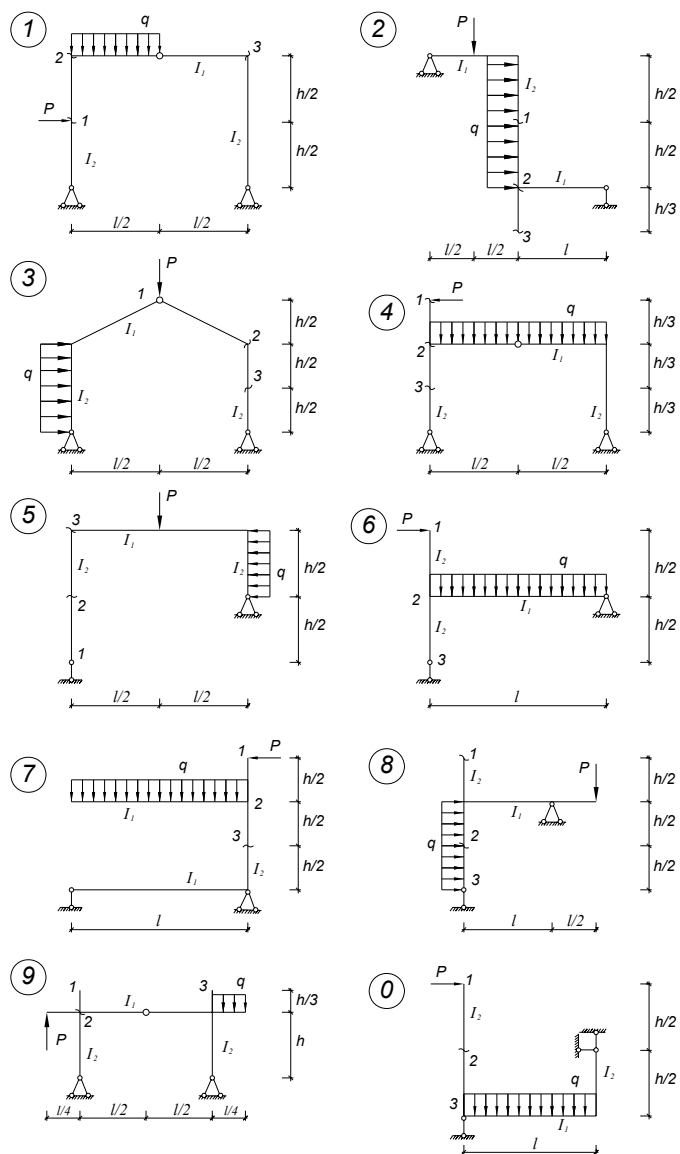 1 q 3 2 I₁ P 1 I₂ I₂ h/2 h/2 l/2 l/2
2 P I₁ I₂ q 1 2 I₁ 3 h/2 h/2 h/3 l/2 l/2 l
3 P 1 I₁ 2 q I₂ 3 I₂ h/2 h/2 h/2 l/2 l/2
4 1 P q 2 I₁ 3 I₂ I₂ h/3 h/3 h/3 l/2 l/2
5 P 3 I₁ I₂ I₂ q 2 1 h/2 h/2 l/2 l/2
6 P 1 I₂ q 2 I₁ I₂ 3 h/2 h/2 l
7 1 P q I₁ 2 3 I₂ I₁ h/2 h/2 h/2 l
8 1 P I₂ I₁ q 2 3 h/2 h/2 h/2 l l/2
9 1 I₁ 3 q 2 P I₂ I₂ h/3 h l/4 l/2 l/2 l/4
0 P 1 I₂ 2 I₂ q 3 I₁ h/2 h/2 l